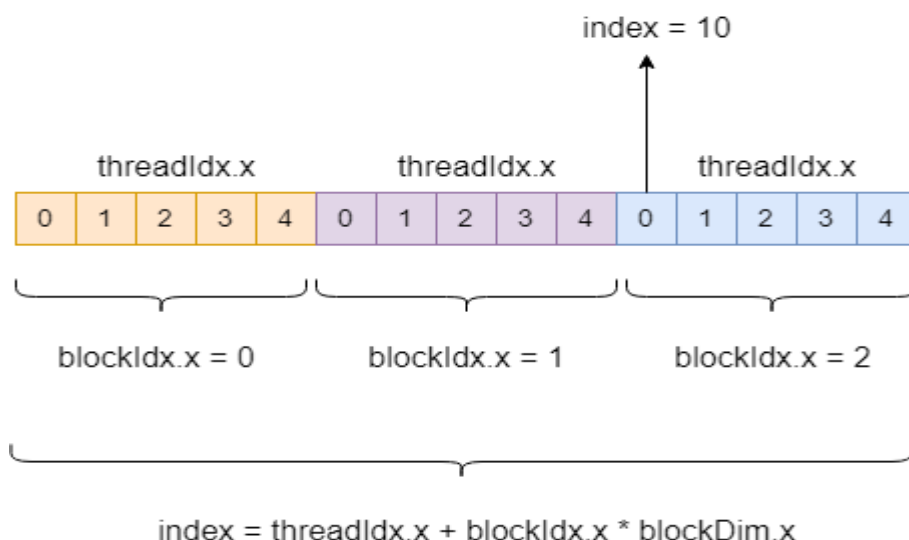 index = 10
threadIdx.x threadIdx.x threadIdx.x
0 1 2 3 4 0 1 2 3 4 0 1 2 3 4
blockIdx.x = 0 blockIdx.x = 1 blockIdx.x = 2
index = threadIdx.x + blockIdx.x * blockDim.x